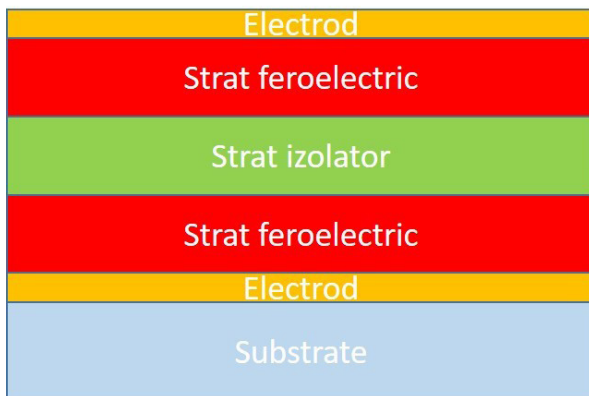 Electrod
Strat feroelectric
Strat izolator
Strat feroelectric
Electrod
Substrate